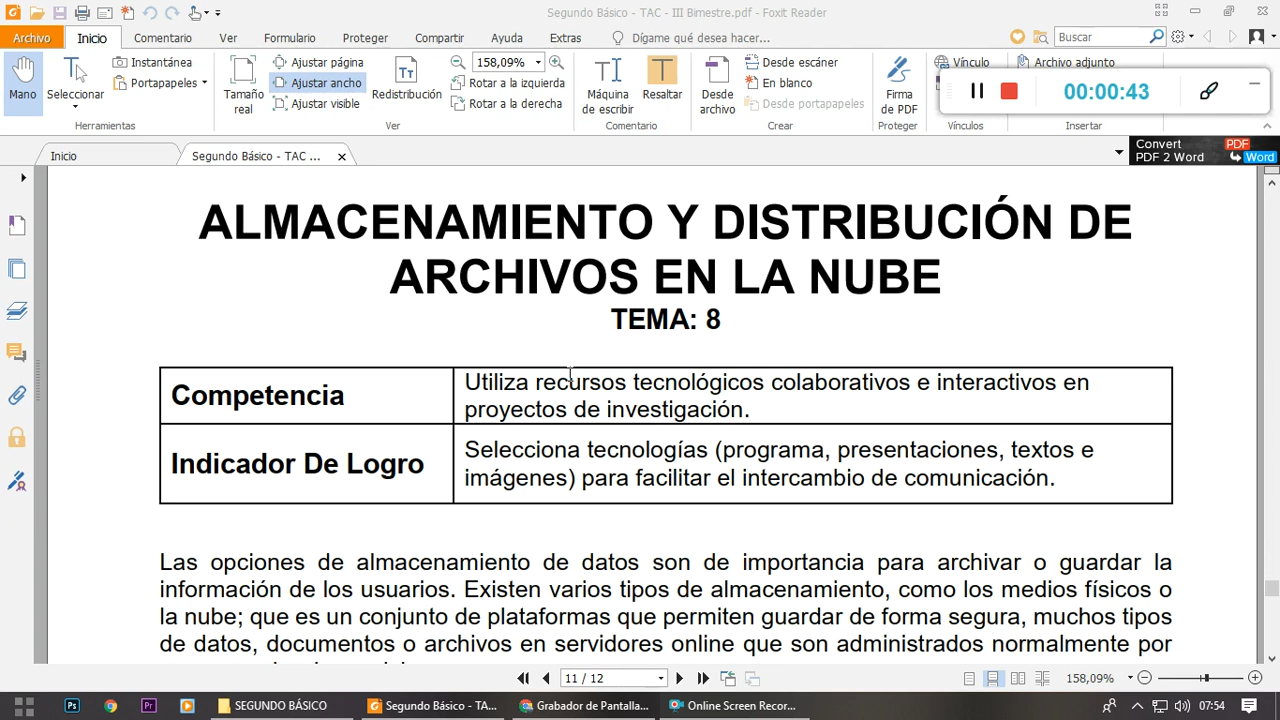 Segundo Básico - TAC - III Bimestre.pdf - Foxit Reader
Archivo Inicio Comentario Ver Formulario Proteger Compartir Ayuda Extras Dígame qué desea hacer... Buscar
Mano
Seleccionar
Instantánea
Portapapeles
Herramientas
Tamaño real
Ajustar página
Ajustar ancho
Ajustar visible
Redistribución
158,09%
Rotar a la izquierda
Rotar a la derecha
Ver
Máquina de escribir
Resaltar
Comentario
Desde archivo
Desde escáner
En blanco
Desde portapapeles
Crear
Firma de PDF
Proteger
Vínculo
Vínculos
Archivo adjunto
Insertar
00:00:43
Inicio
Segundo Básico - TAC ...
Convert PDF
PDF 2 Word Word
ALMACENAMIENTO Y DISTRIBUCIÓN DE
ARCHIVOS EN LA NUBE
TEMA: 8
Competencia
Utiliza recursos tecnológicos colaborativos e interactivos en
proyectos de investigación.
Indicador De Logro
Selecciona tecnologías (programa, presentaciones, textos e
imágenes) para facilitar el intercambio de comunicación.
Las opciones de almacenamiento de datos son de importancia para archivar o guardar la
información de los usuarios. Existen varios tipos de almacenamiento, como los medios físicos o
la nube; que es un conjunto de plataformas que permiten guardar de forma segura, muchos tipos
de datos, documentos o archivos en servidores online que son administrados normalmente por
11 / 12
158,09%
Ps
Pr
SEGUNDO BÁSICO
Segundo Básico - TAC...
Grabador de Pantalla...
Online Screen Recor...
07:54